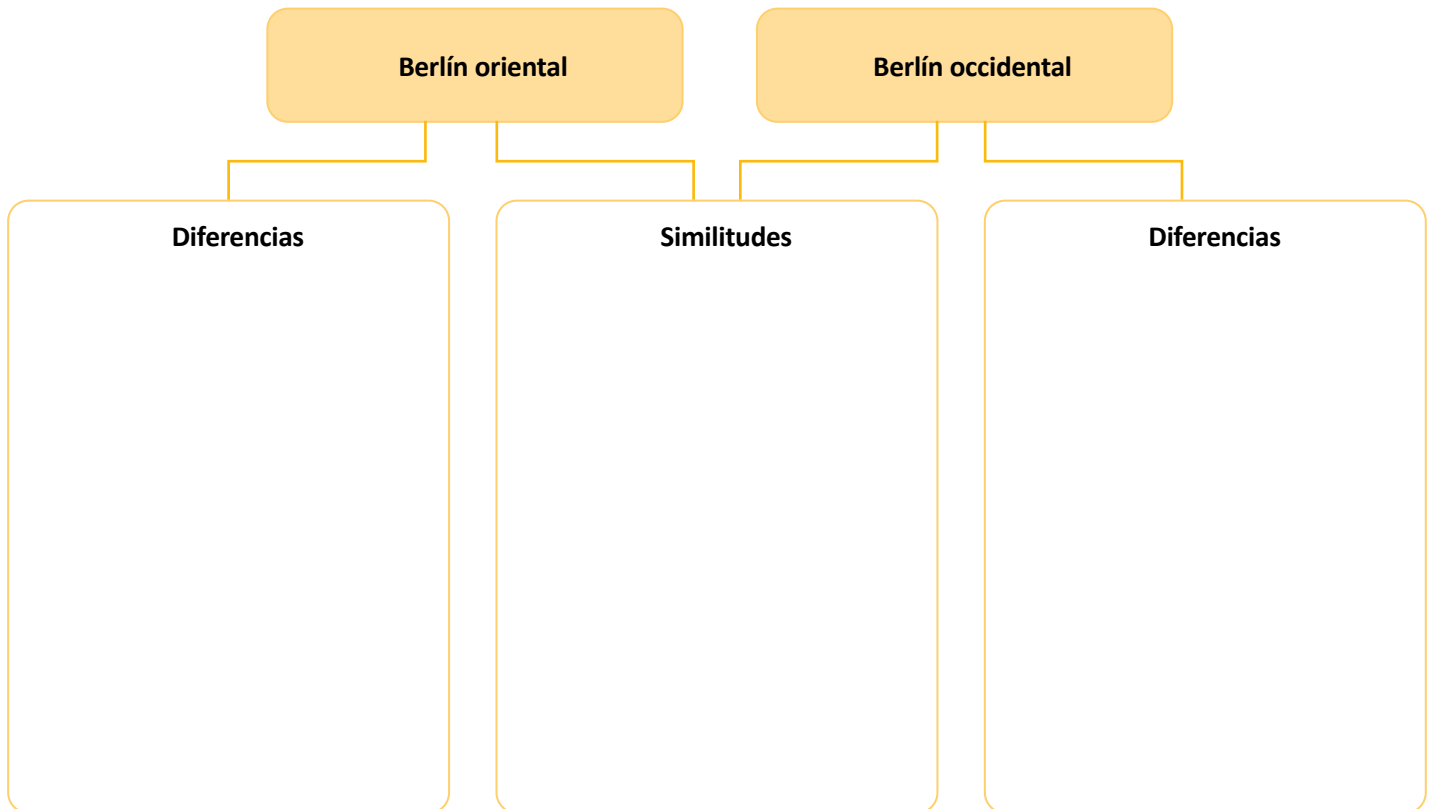 Berlín oriental
Berlín occidental
Diferencias
Similitudes
Diferencias